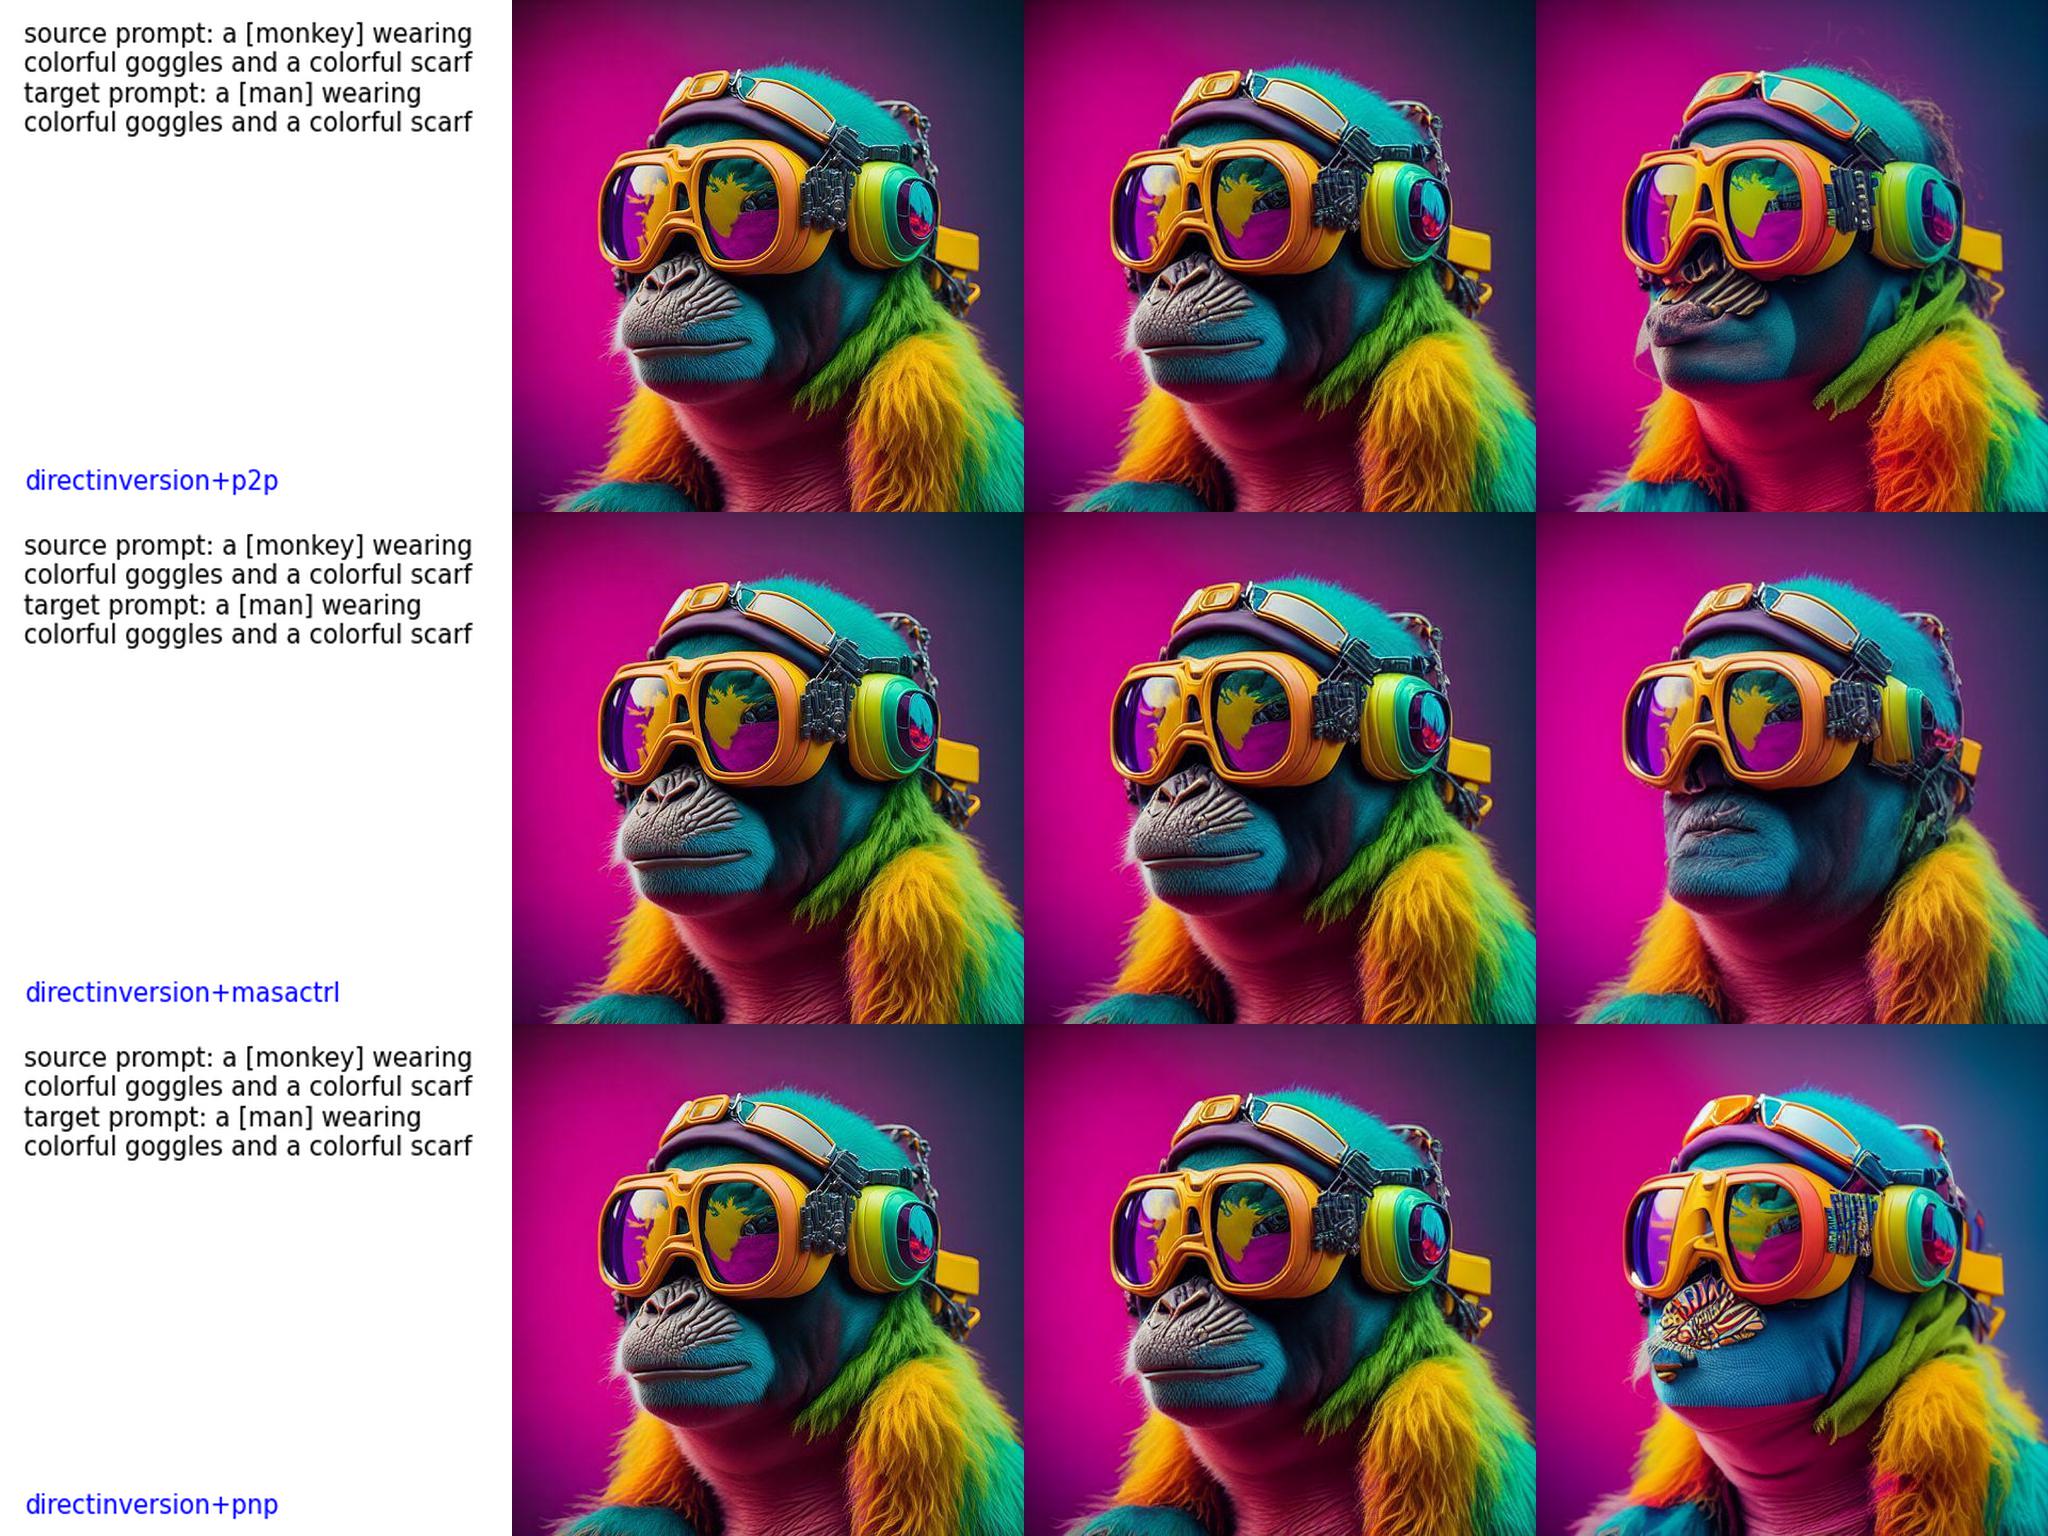 source prompt: a [monkey] wearing
colorful goggles and a colorful scarf
target prompt: a [man] wearing
colorful goggles and a colorful scarf
directinversion+p2p
source prompt: a [monkey] wearing
colorful goggles and a colorful scarf
target prompt: a [man] wearing
colorful goggles and a colorful scarf
directinversion+masactrl
source prompt: a [monkey] wearing
colorful goggles and a colorful scarf
target prompt: a [man] wearing
colorful goggles and a colorful scarf
directinversion+pnp